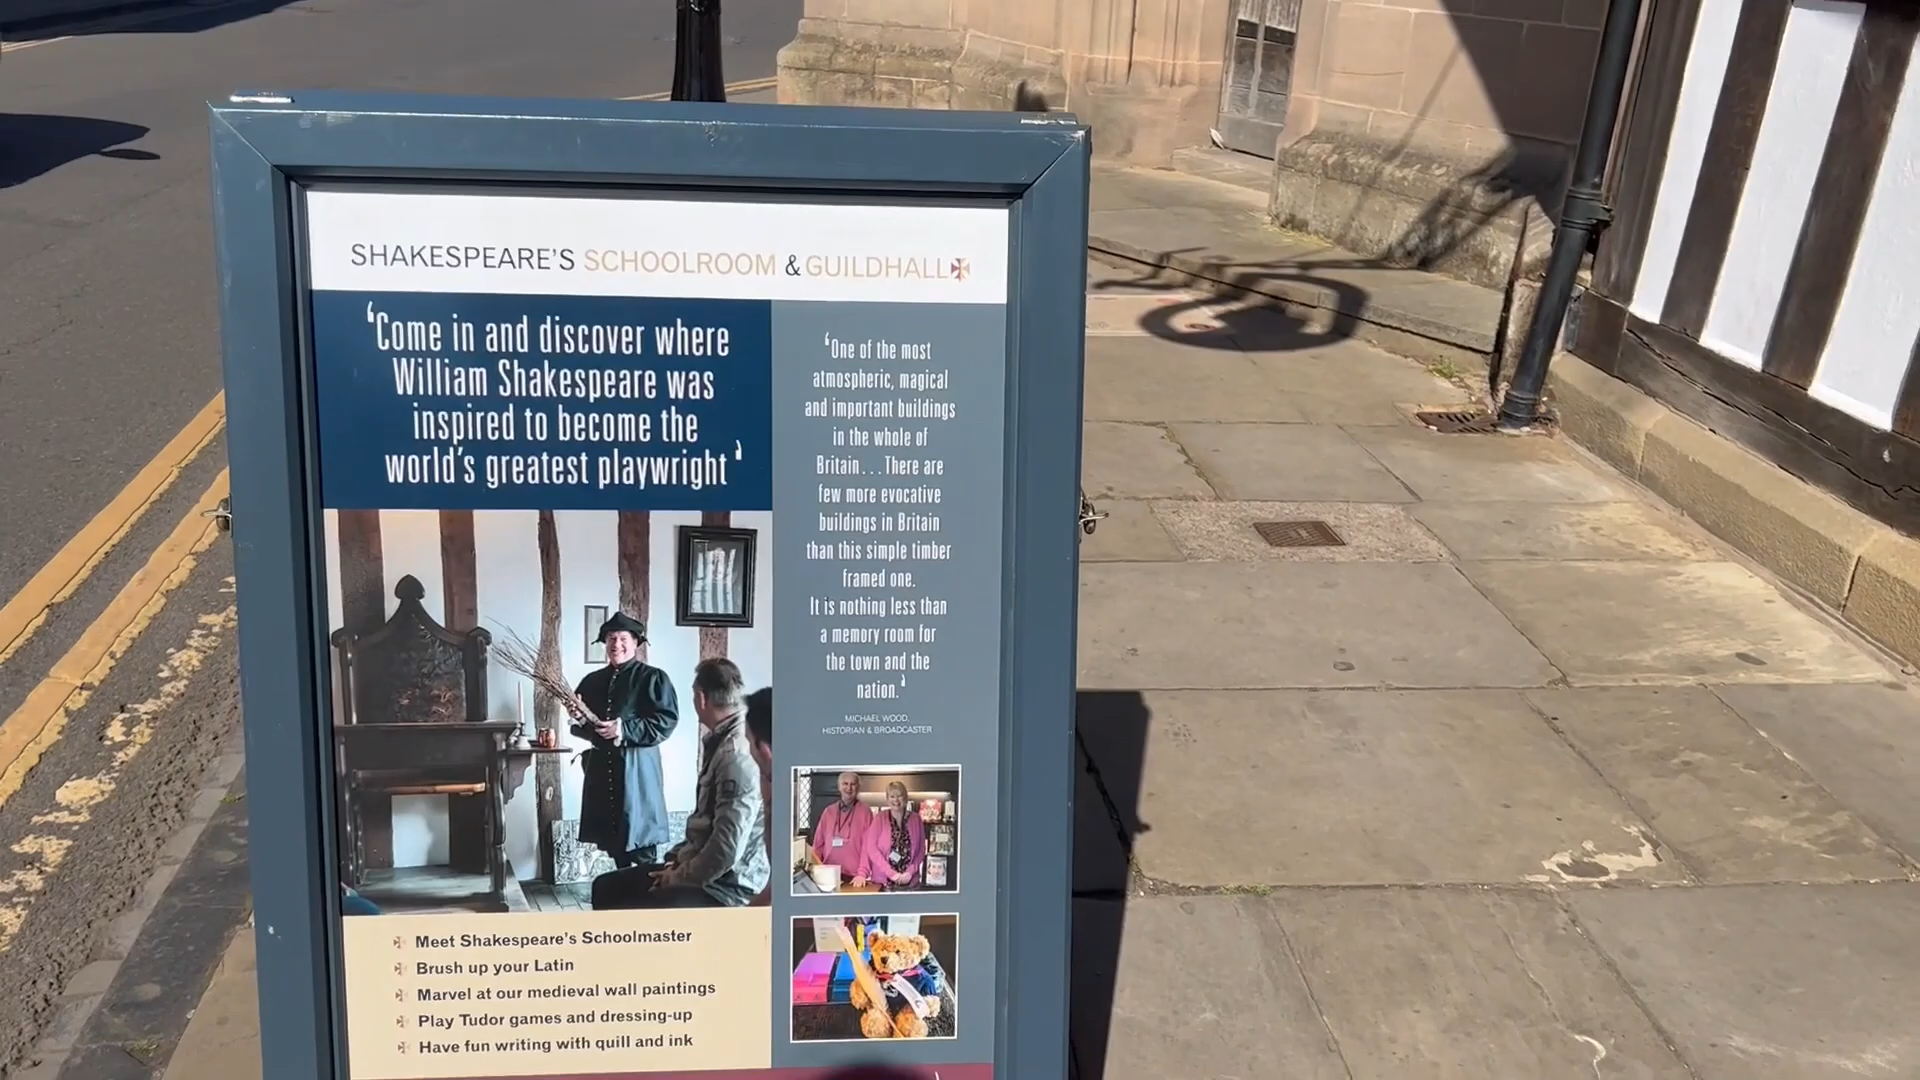 SHAKESPEARE'S SCHOOLROOM & GUILDHALL
‘Come in and discover where
William Shakespeare was
inspired to become the
world's greatest playwright’
‘One of the most
atmospheric, magical
and important buildings
in the whole of
Britain...There are
few more evocative
buildings in Britain
than this simple timber
framed one.
It is nothing less than
a memory room for
the town and the
nation.’
MICHAEL WOOD,
HISTORIAN & BROADCASTER
Meet Shakespeare's Schoolmaster
Brush up your Latin
Marvel at our medieval wall paintings
Play Tudor games and dressing-up
Have fun writing with quill and ink